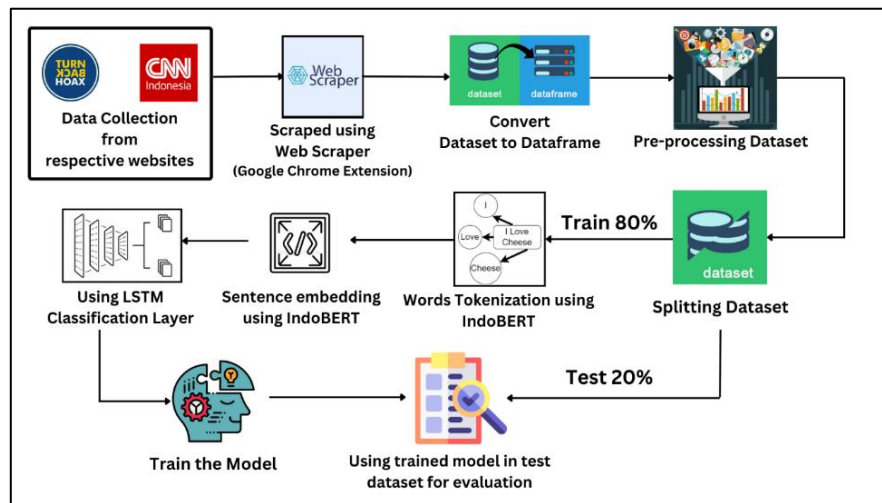 TURN
BACK
HOAX
CNN
Indonesia
Data Collection
from
respective websites
Web
Scraper
Scraped using
Web Scraper
(Google Chrome Extension)
dataset
dataframe
Convert
Dataset to Dataframe
Pre-processing Dataset
Using LSTM
Classification Layer
Sentence embedding
using IndoBERT
I
Love
I Love
Cheese
Cheese
Words Tokenization using
IndoBERT
Train 80%
dataset
Splitting Dataset
Test 20%
Train the Model
Using trained model in test
dataset for evaluation